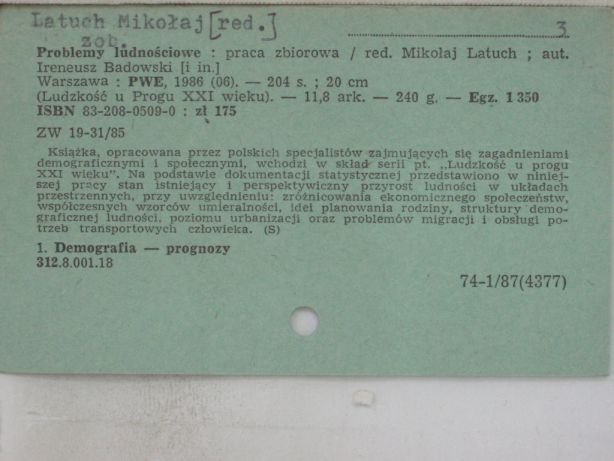 Latuch Mikołaj[red.]
zob.
3
Problemy ludnościowe : praca zbiorowa / red. Mikołaj Latuch ; aut.
Ireneusz Badowski [i in.]
Warszawa : PWE, 1986 (06). — 204 s. ; 20 cm
(Ludzkość u Progu XXI wieku). — 11,8 ark. — 240 g. — Egz. 1 350
ISBN 83-208-0509-0 : zł 175
ZW 19-31/85
Książka, opracowana przez polskich specjalistów zajmujących się zagadnieniami
demograficznymi i społecznymi, wchodzi w skład serii pt. „Ludzkość u progu
XXI wieku". Na podstawie dokumentacji statystycznej przedstawiono w niniej-
szej pracy stan istniejący i perspektywiczny przyrost ludności w układach
przestrzennych, przy uwzględnieniu: zróżnicowania ekonomicznego społeczeństw,
współczesnych wzorców umieralności, idei planowania rodziny, struktury demo-
graficznej ludności, poziomu urbanizacji oraz problemów migracji i obsługi po-
trzeb transportowych człowieka. (S)
1. Demografia — prognozy
312.8.001.18
74-1/87(4377)